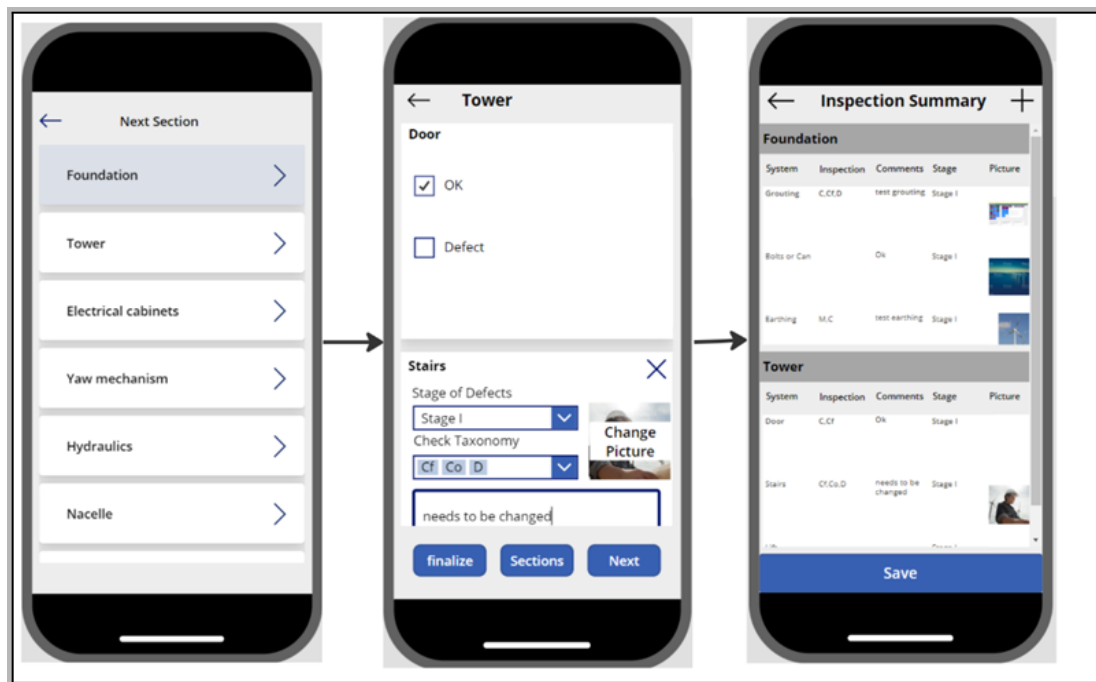 Next Section
Foundation
Tower
Electrical cabinets
Yaw mechanism
Hydraulics
Nacelle
Tower
Door
OK
Defect
Stairs
Stage of Defects
Stage I
Change
Picture
Check Taxonomy
Cf Co D
needs to be changed
finalize Sections Next
Inspection Summary
Foundation
System Inspection Comments Stage Picture
Grouting C,Cf,D test grouting Stage I
Bolts or Can Ok Stage I
Earthing M,C test earthing Stage I
Tower
System Inspection Comments Stage Picture
Door C,Cf Ok Stage I
Stairs Cf,Co,D needs to be Stage I
changed
Save